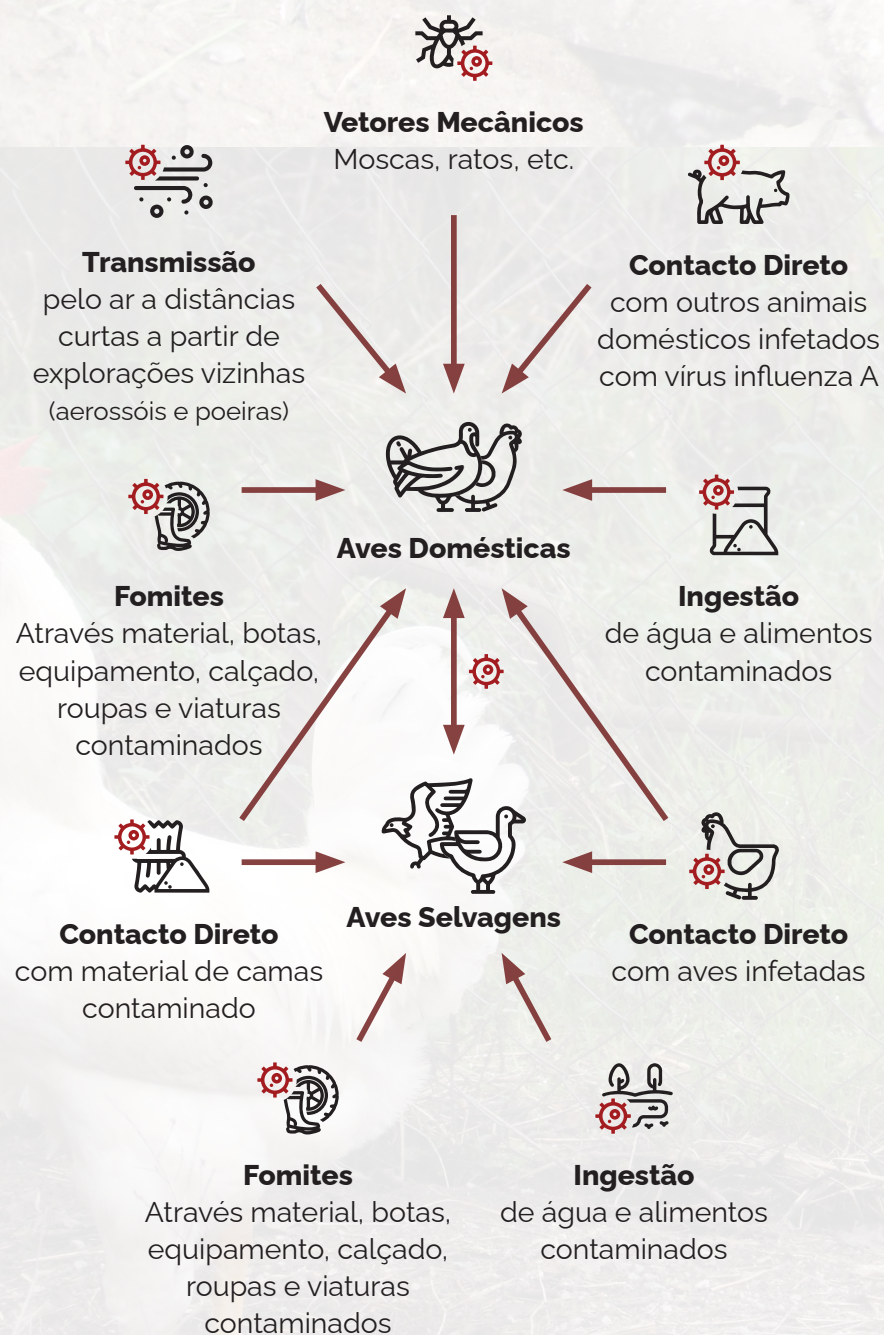 Vetores Mecânicos
Moscas, ratos, etc.
Transmissão
pelo ar a distâncias
curtas a partir de
explorações vizinhas
(aerossóis e poeiras)
Contacto Direto
com outros animais
domésticos infetados
com vírus influenza A
Aves Domésticas
Fomites
Através material, botas,
equipamento, calçado,
roupas e viaturas
contaminados
Ingestão
de água e alimentos
contaminados
Aves Selvagens
Contacto Direto
com material de camas
contaminado
Contacto Direto
com aves infetadas
Fomites
Através material, botas,
equipamento, calçado,
roupas e viaturas
contaminados
Ingestão
de água e alimentos
contaminados